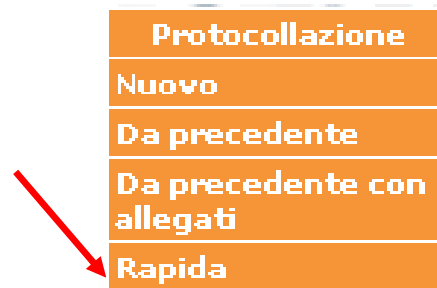 Protocollazione
Nuovo
Da precedente
Da precedente con
allegati
Rapida